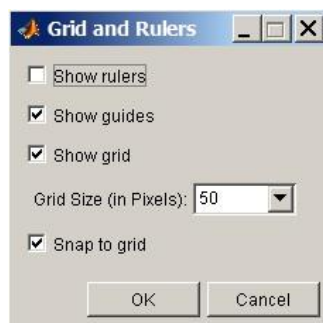 Grid and Rulers
Show rulers
Show guides
Show grid
Grid Size (in Pixels): 50
Snap to grid
OK Cancel